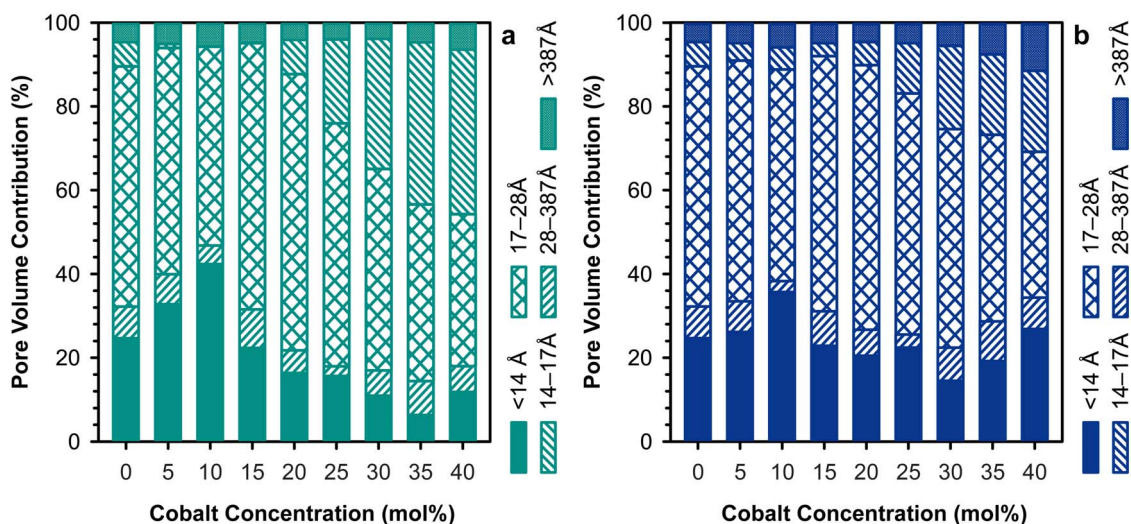 a
Pore Volume Contribution (%)
100
80
60
40
20
0
0 5 10 15 20 25 30 35 40
Cobalt Concentration (mol%)
<14 Å
14–17Å
17–28Å
28–387Å
>387Å
b
Pore Volume Contribution (%)
100
80
60
40
20
0
0 5 10 15 20 25 30 35 40
Cobalt Concentration (mol%)
<14 Å
14–17Å
17–28Å
28–387Å
>387Å